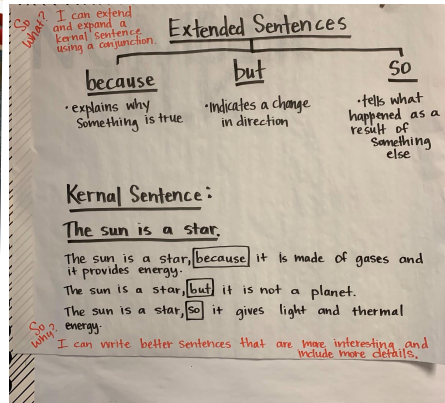 So What?
I can extend
and expand a
kernal sentence
using a conjunction.
Extended Sentences
because
• explains why
Something is true
but
• Indicates a change
in direction
so
• tells what
happened as a
result of
Something
else
Kernal Sentence:
The sun is a star.
The sun is a star, because it is made of gases and
it provides energy.
The sun is a star, but it is not a planet.
The sun is a star, so it gives light and thermal
energy.
So Why?
I can write better sentences that are more interesting and
include more details.